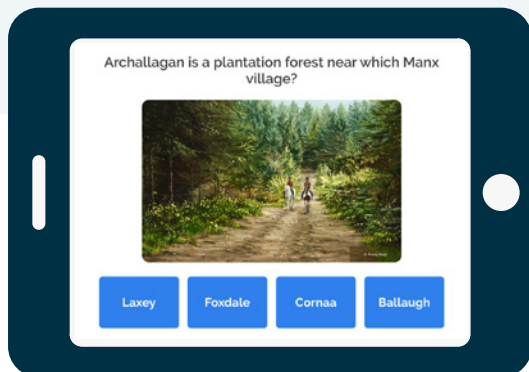 Archallagan is a plantation forest near which Manx
village?
Laxey
Foxdale
Cornaa
Ballaugh